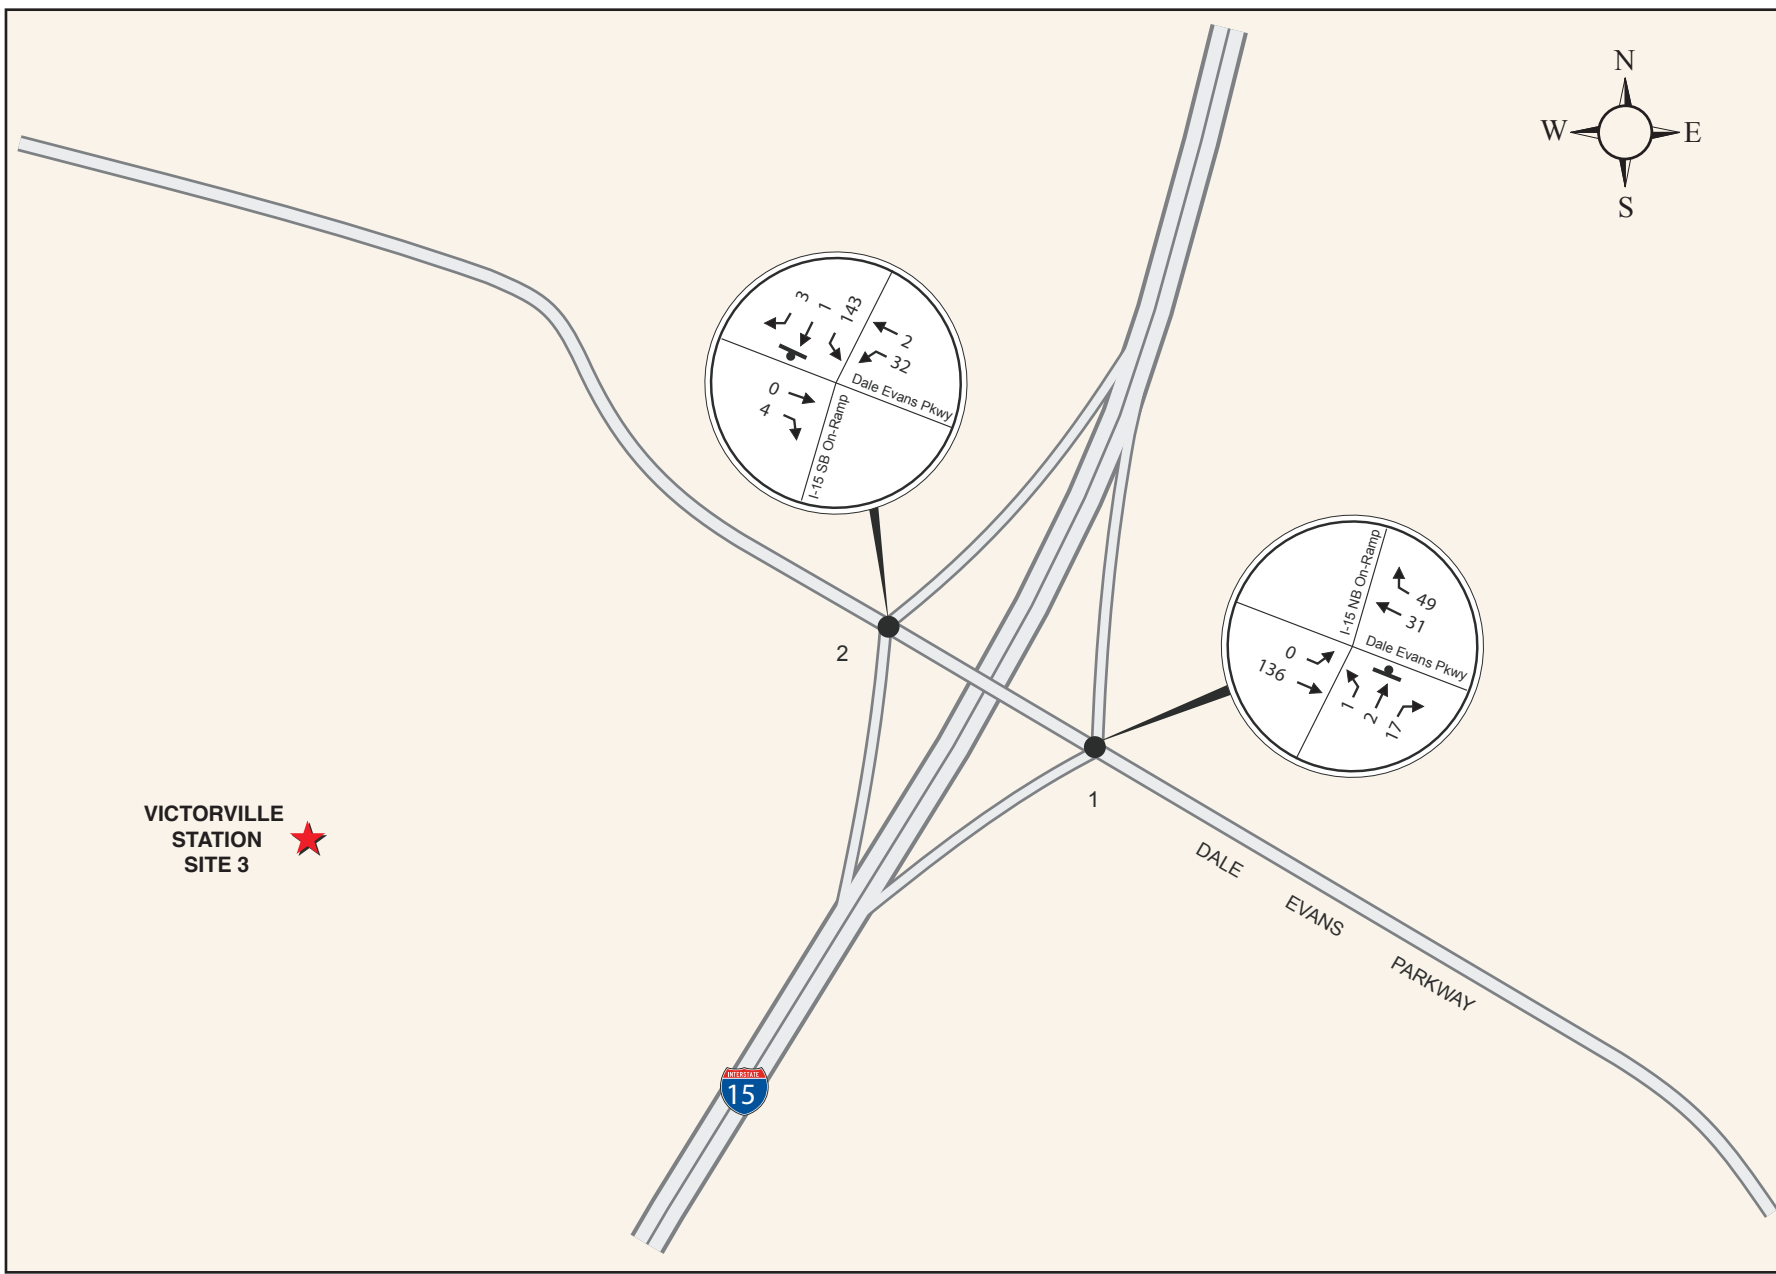 N
W E
S
3
1
143
2
32
Dale Evans Pkwy
0
4
I-15 SB On-Ramp
2
I-15 NB On-Ramp
49
31
Dale Evans Pkwy
0
136
1
2
17
1
VICTORVILLE
STATION
SITE 3
DALE EVANS PARKWAY
INTERSTATE
15